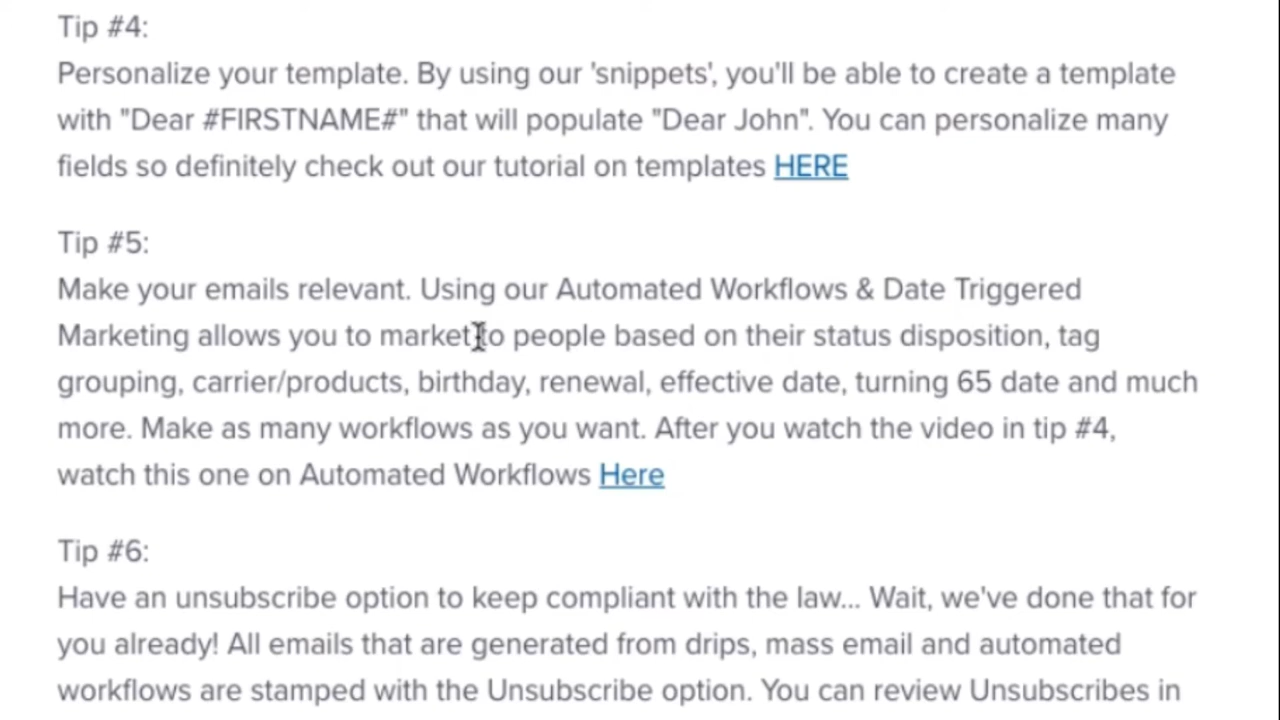 Tip #4:
Personalize your template. By using our 'snippets', you'll be able to create a template
with "Dear #FIRSTNAME#" that will populate "Dear John". You can personalize many
fields so definitely check out our tutorial on templates HERE
Tip #5:
Make your emails relevant. Using our Automated Workflows & Date Triggered
Marketing allows you to market to people based on their status disposition, tag
grouping, carrier/products, birthday, renewal, effective date, turning 65 date and much
more. Make as many workflows as you want. After you watch the video in tip #4,
watch this one on Automated Workflows Here
Tip #6:
Have an unsubscribe option to keep compliant with the law... Wait, we've done that for
you already! All emails that are generated from drips, mass email and automated
workflows are stamped with the Unsubscribe option. You can review Unsubscribes in